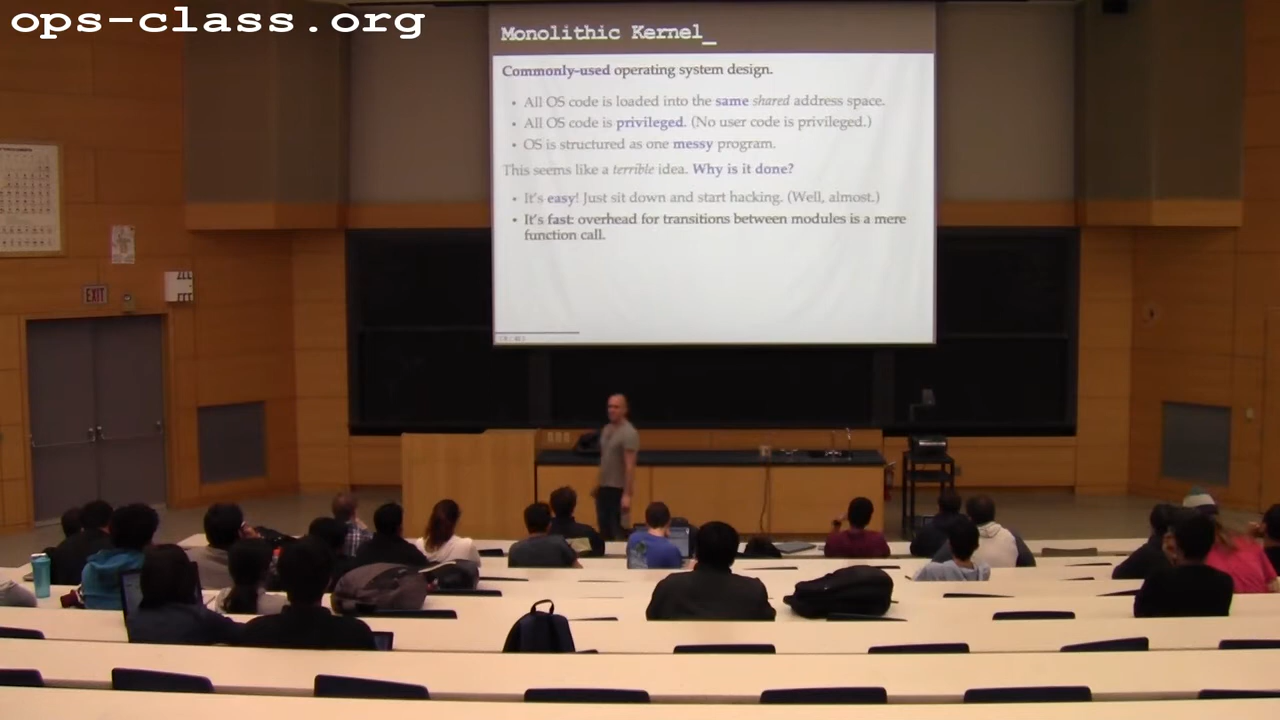 ops-class.org
Monolithic Kernel_
Commonly-used operating system design.
• All OS code is loaded into the same shared address space.
• All OS code is privileged. (No user code is privileged.)
• OS is structured as one messy program.
This seems like a terrible idea. Why is it done?
• It's easy! Just sit down and start hacking. (Well, almost.)
• It's fast: overhead for transitions between modules is a mere
function call.
EXIT